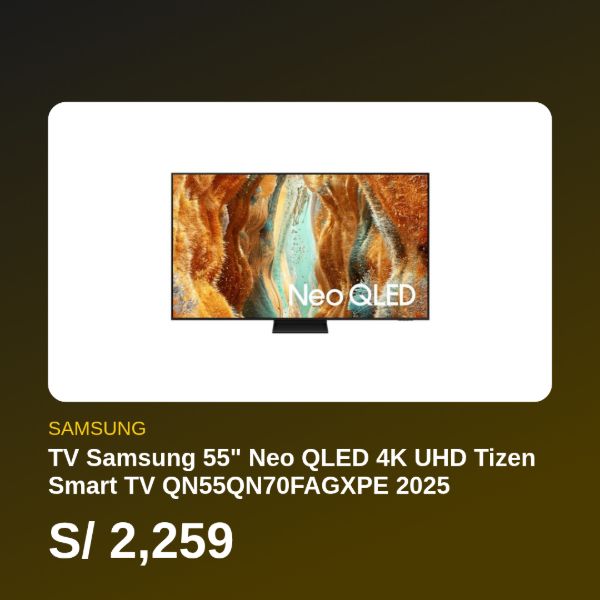 Neo QLED
SAMSUNG
TV Samsung 55" Neo QLED 4K UHD Tizen
Smart TV QN55QN70FAGXPE 2025
S/ 2,259